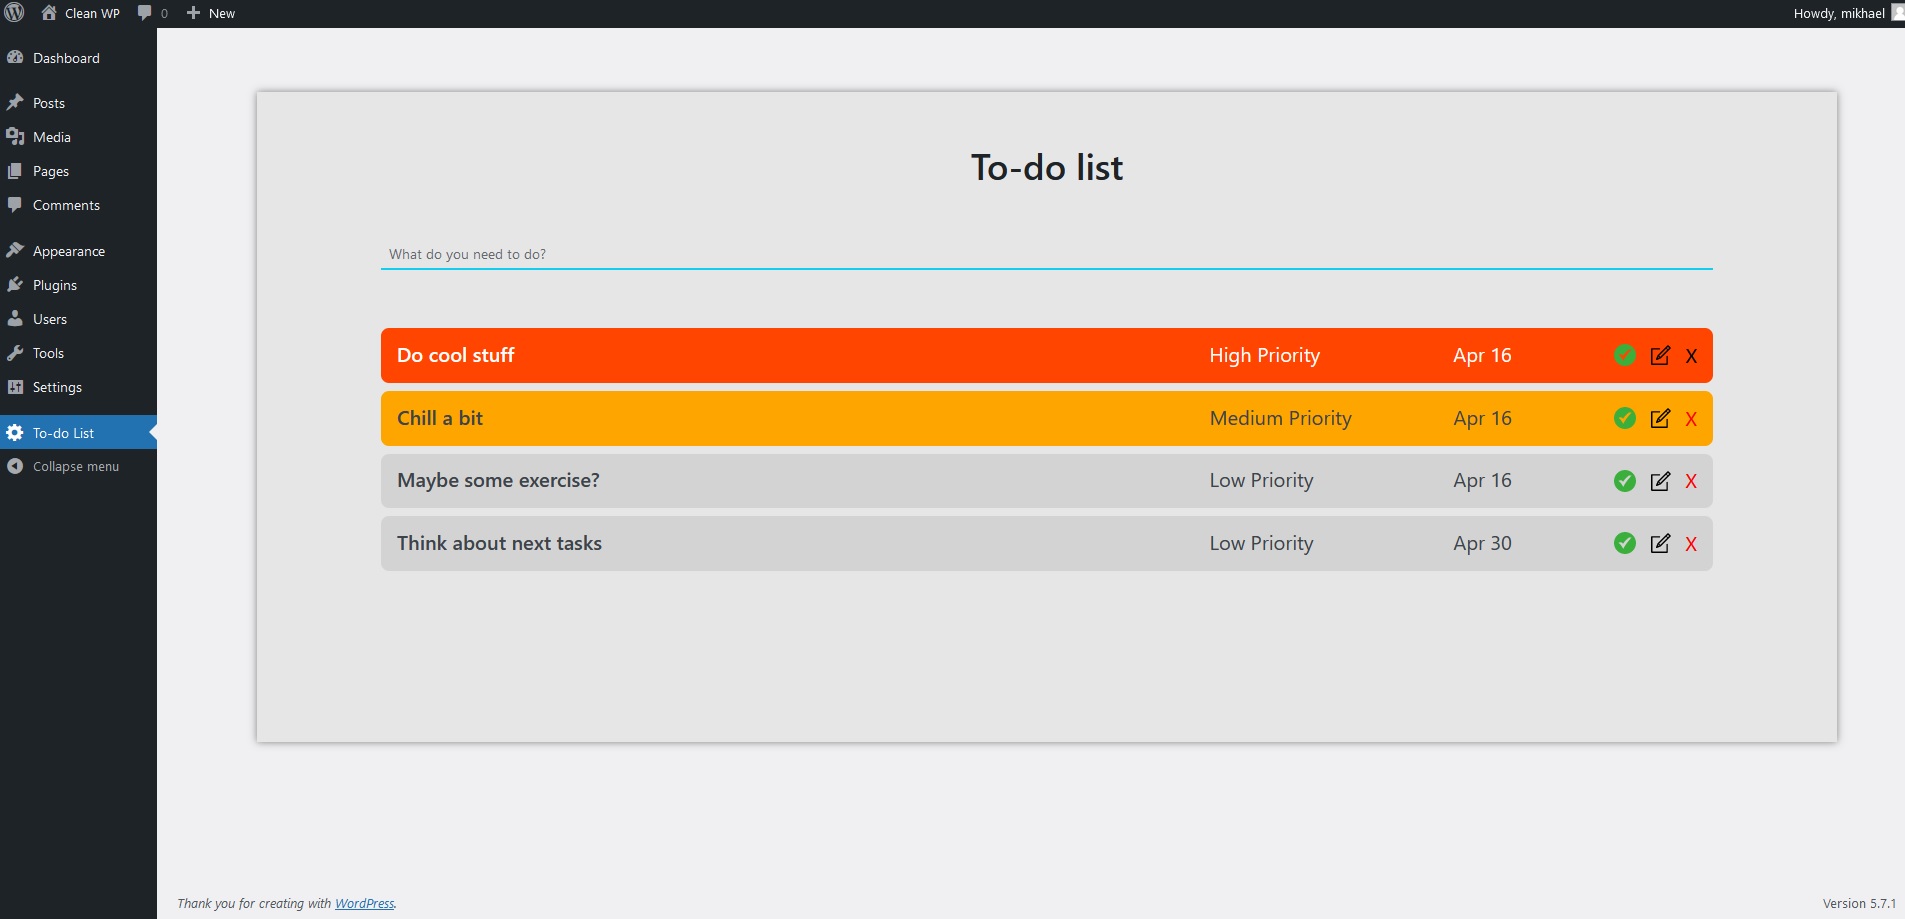 Clean WP 0 New Howdy, mikhael
Dashboard
Posts
Media
Pages
Comments
Appearance
Plugins
Users
Tools
Settings
To-do List
Collapse menu
To-do list
What do you need to do?
Do cool stuff High Priority Apr 16 X
Chill a bit Medium Priority Apr 16 X
Maybe some exercise? Low Priority Apr 16 X
Think about next tasks Low Priority Apr 30 X
Thank you for creating with WordPress. Version 5.7.1